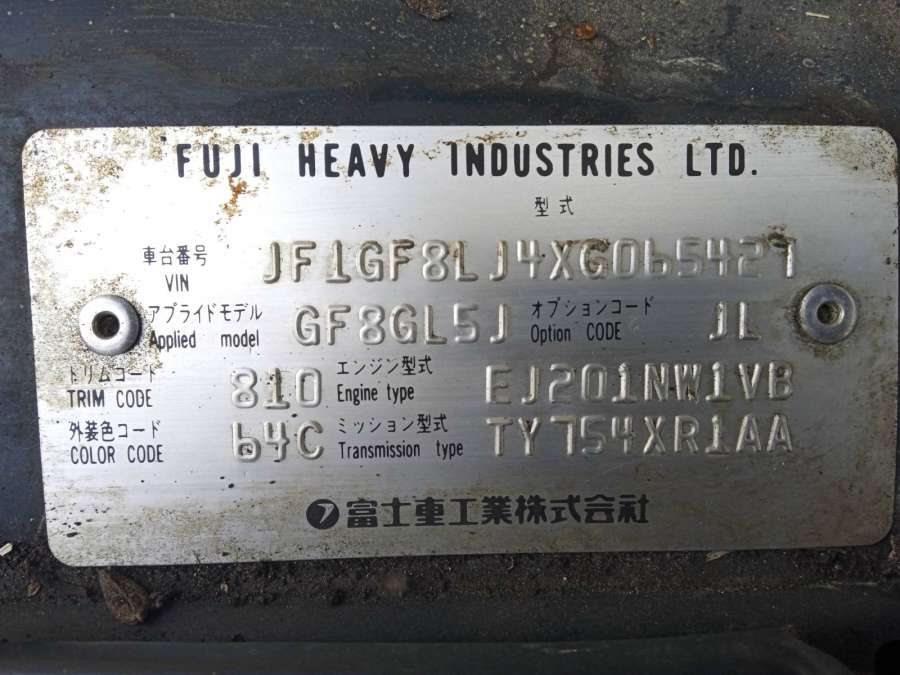 FUJI HEAVY INDUSTRIES LTD.
型式
車台番号 VIN JF1GF8LJ4XG065427
アプライドモデル Applied model GF8GL5J オプションコード Option CODE JL
トリムコード TRIM CODE 810 エンジン型式 Engine type EJ201NW1VB
外装色コード COLOR CODE 64C ミッション型式 Transmission type TY754XR1AA
富士重工業株式会社